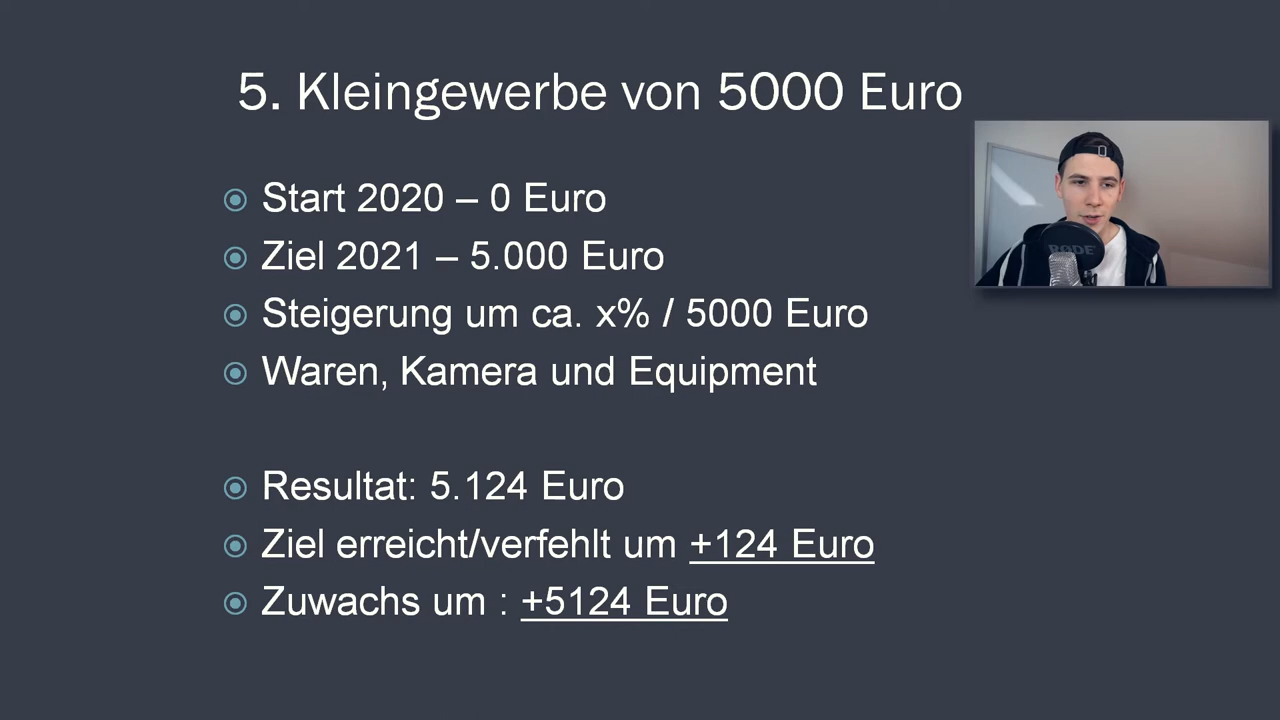 5. Kleingewerbe von 5000 Euro
Start 2020 – 0 Euro
Ziel 2021 – 5.000 Euro
Steigerung um ca. x% / 5000 Euro
Waren, Kamera und Equipment
Resultat: 5.124 Euro
Ziel erreicht/verfehlt um +124 Euro
Zuwachs um : +5124 Euro
RØDE